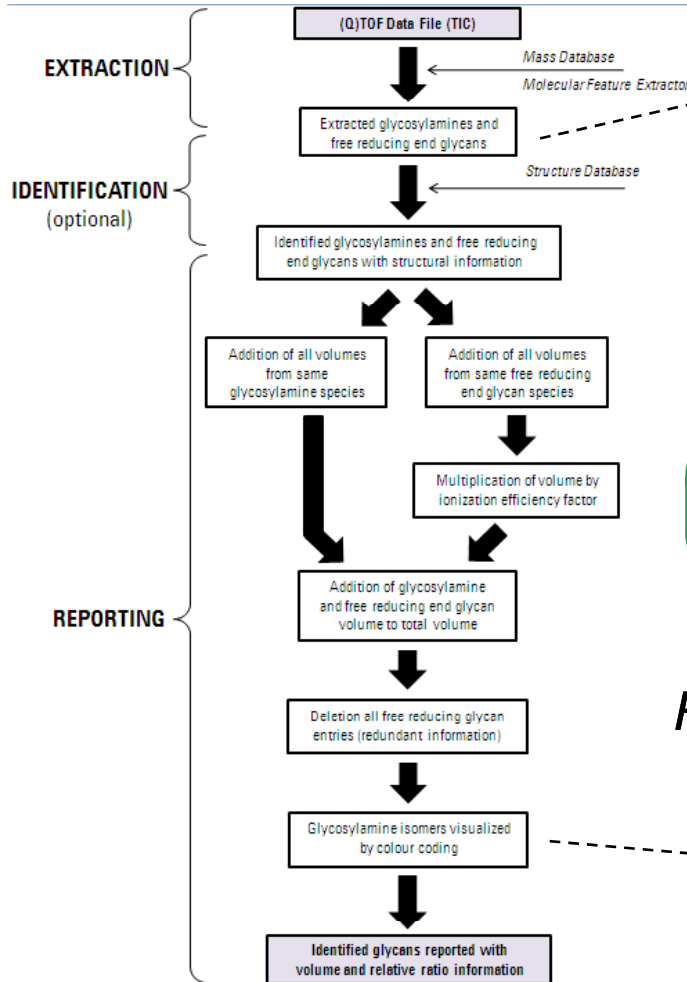 (Q)TOF Data File (TIC)
EXTRACTION
Mass Database
Molecular Feature Extractor
Extracted glycosylamines and
free reducing end glycans
IDENTIFICATION
(optional)
Structure Database
Identified glycosylamines and free reducing
end glycans with structural information
Addition of all volumes
from same
glycosylamine species
Addition of all volumes
from same free reducing
end glycan species
Multiplication of volume by
ionization efficiency factor
REPORTING
Addition of glycosylamine
and free reducing end glycan
volume to total volume
Deletion all free reducing glycan
entries (redundant information)
Glycosylamine isomers visualized
by colour coding
Identified glycans reported with
volume and relative ratio information